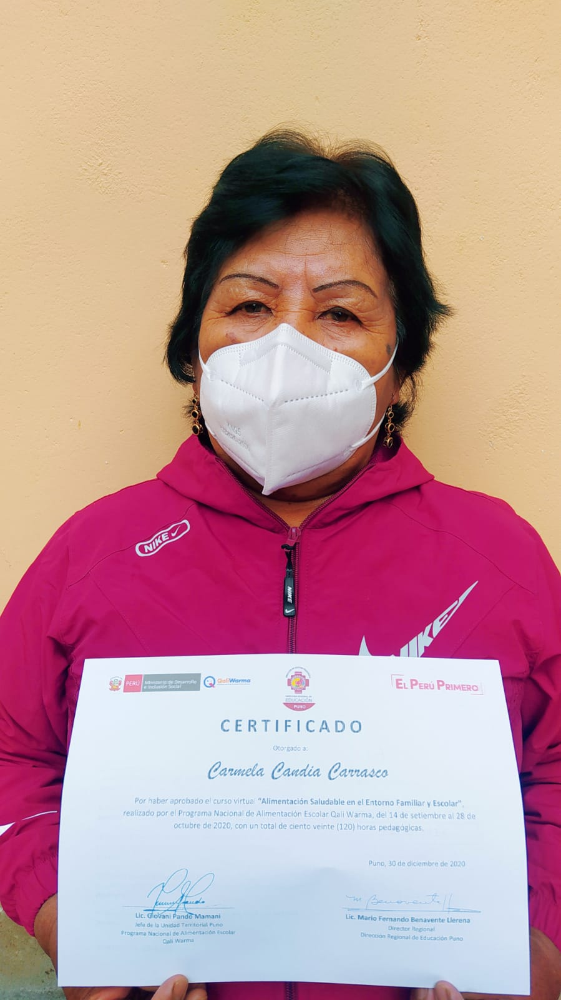 KN95
NIKE
NIKE
NIKE
PERÚ
Ministerio de Desarrollo
e Inclusión Social
QaliWarma
DIRECCIÓN REGIONAL DE
EDUCACIÓN
PUNO
EL PERÚ PRIMERO
CERTIFICADO
Otorgado a:
Carmela Candia Carrasco
Por haber aprobado el curso virtual "Alimentación Saludable en el Entorno Familiar y Escolar",
realizado por el Programa Nacional de Alimentación Escolar Qali Warma, del 14 de setiembre al 28 de
octubre de 2020, con un total de ciento veinte (120) horas pedagógicas.
Puno, 30 de diciembre de 2020
Lic. Giovani Pando Mamani
Jefe de la Unidad Territorial Puno
Programa Nacional de Alimentación Escolar
Qali Warma
M Benavente Ll
Lic. Mario Fernando Benavente Llerena
Director Regional
Dirección Regional de Educación Puno